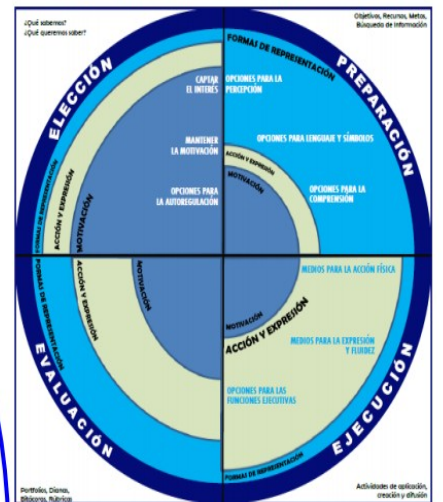 ¿Qué sabemos?
¿Qué queremos saber?
Objetivos, Recursos, Metas,
Búsqueda de Información
ELECCIÓN
FORMAS DE REPRESENTACIÓN
ACCIÓN Y EXPRESIÓN
MOTIVACIÓN
CAPTAR
EL INTERÉS
MANTENER
LA MOTIVACIÓN
OPCIONES PARA
LA AUTOREGULACIÓN
PREPARACIÓN
FORMAS DE REPRESENTACIÓN
OPCIONES PARA LA
PERCEPCIÓN
OPCIONES PARA LENGUAJE Y SÍMBOLOS
OPCIONES PARA LA
COMPRENSIÓN
ACCIÓN Y EXPRESIÓN
MOTIVACIÓN
EVALUACIÓN
FORMAS DE REPRESENTACIÓN
ACCIÓN Y EXPRESIÓN
MOTIVACIÓN
MEDIOS PARA LA ACCIÓN FÍSICA
MOTIVACIÓN
ACCIÓN Y EXPRESIÓN
MEDIOS PARA LA EXPRESIÓN
Y FLUIDEZ
OPCIONES PARA LAS
FUNCIONES EJECUTIVAS
FORMAS DE REPRESENTACIÓN
EJECUCIÓN
Portfolios, Dianas,
Bitácoras, Rúbricas
Actividades de aplicación,
creación y difusión